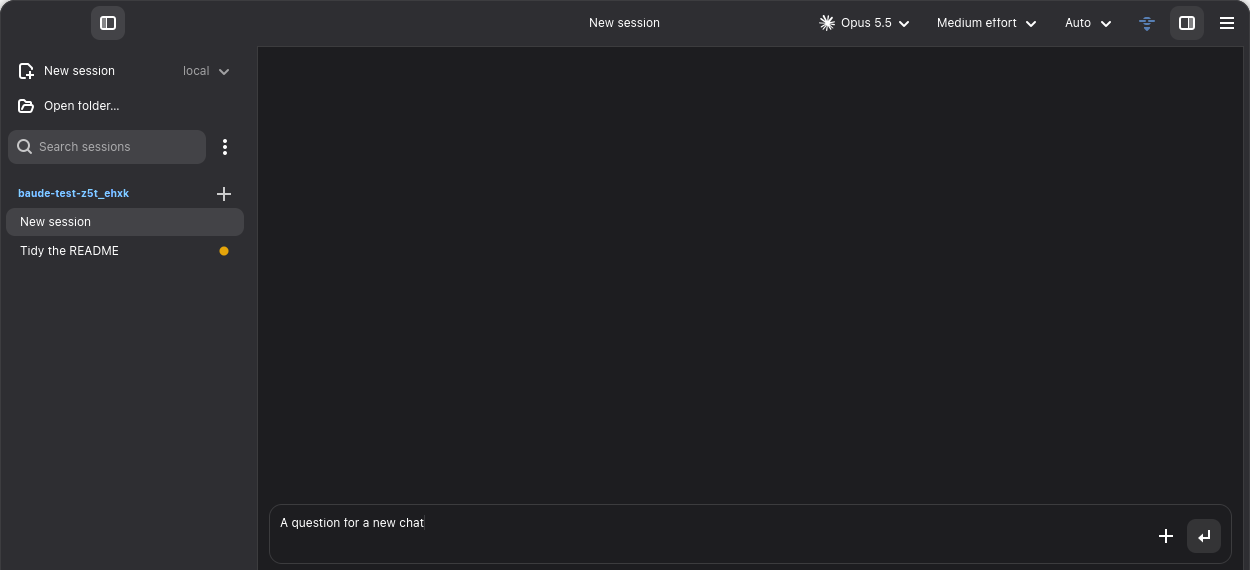 New session
Opus 5.5
Medium effort
Auto
New session
local
Open folder...
Search sessions
baude-test-z5t_ehxk
New session
Tidy the README
A question for a new chat